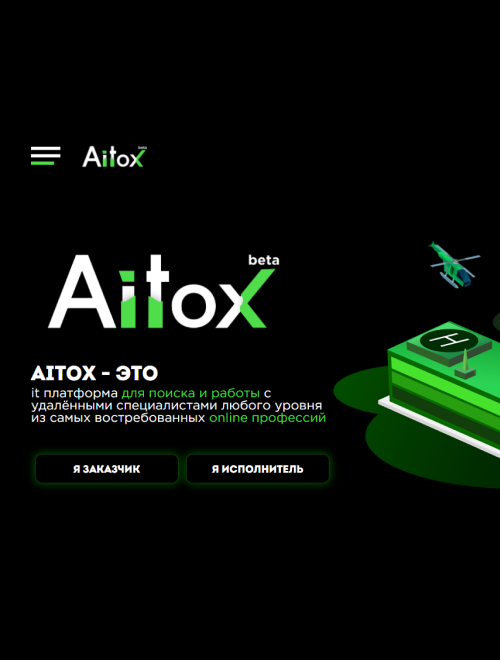 Aitox beta
beta
Aitox
AITOX – ЭТО
it платформа для поиска и работы с
удалёнными специалистами любого уровня
из самых востребованных online профессий
Я ЗАКАЗЧИК
Я ИСПОЛНИТЕЛЬ
H